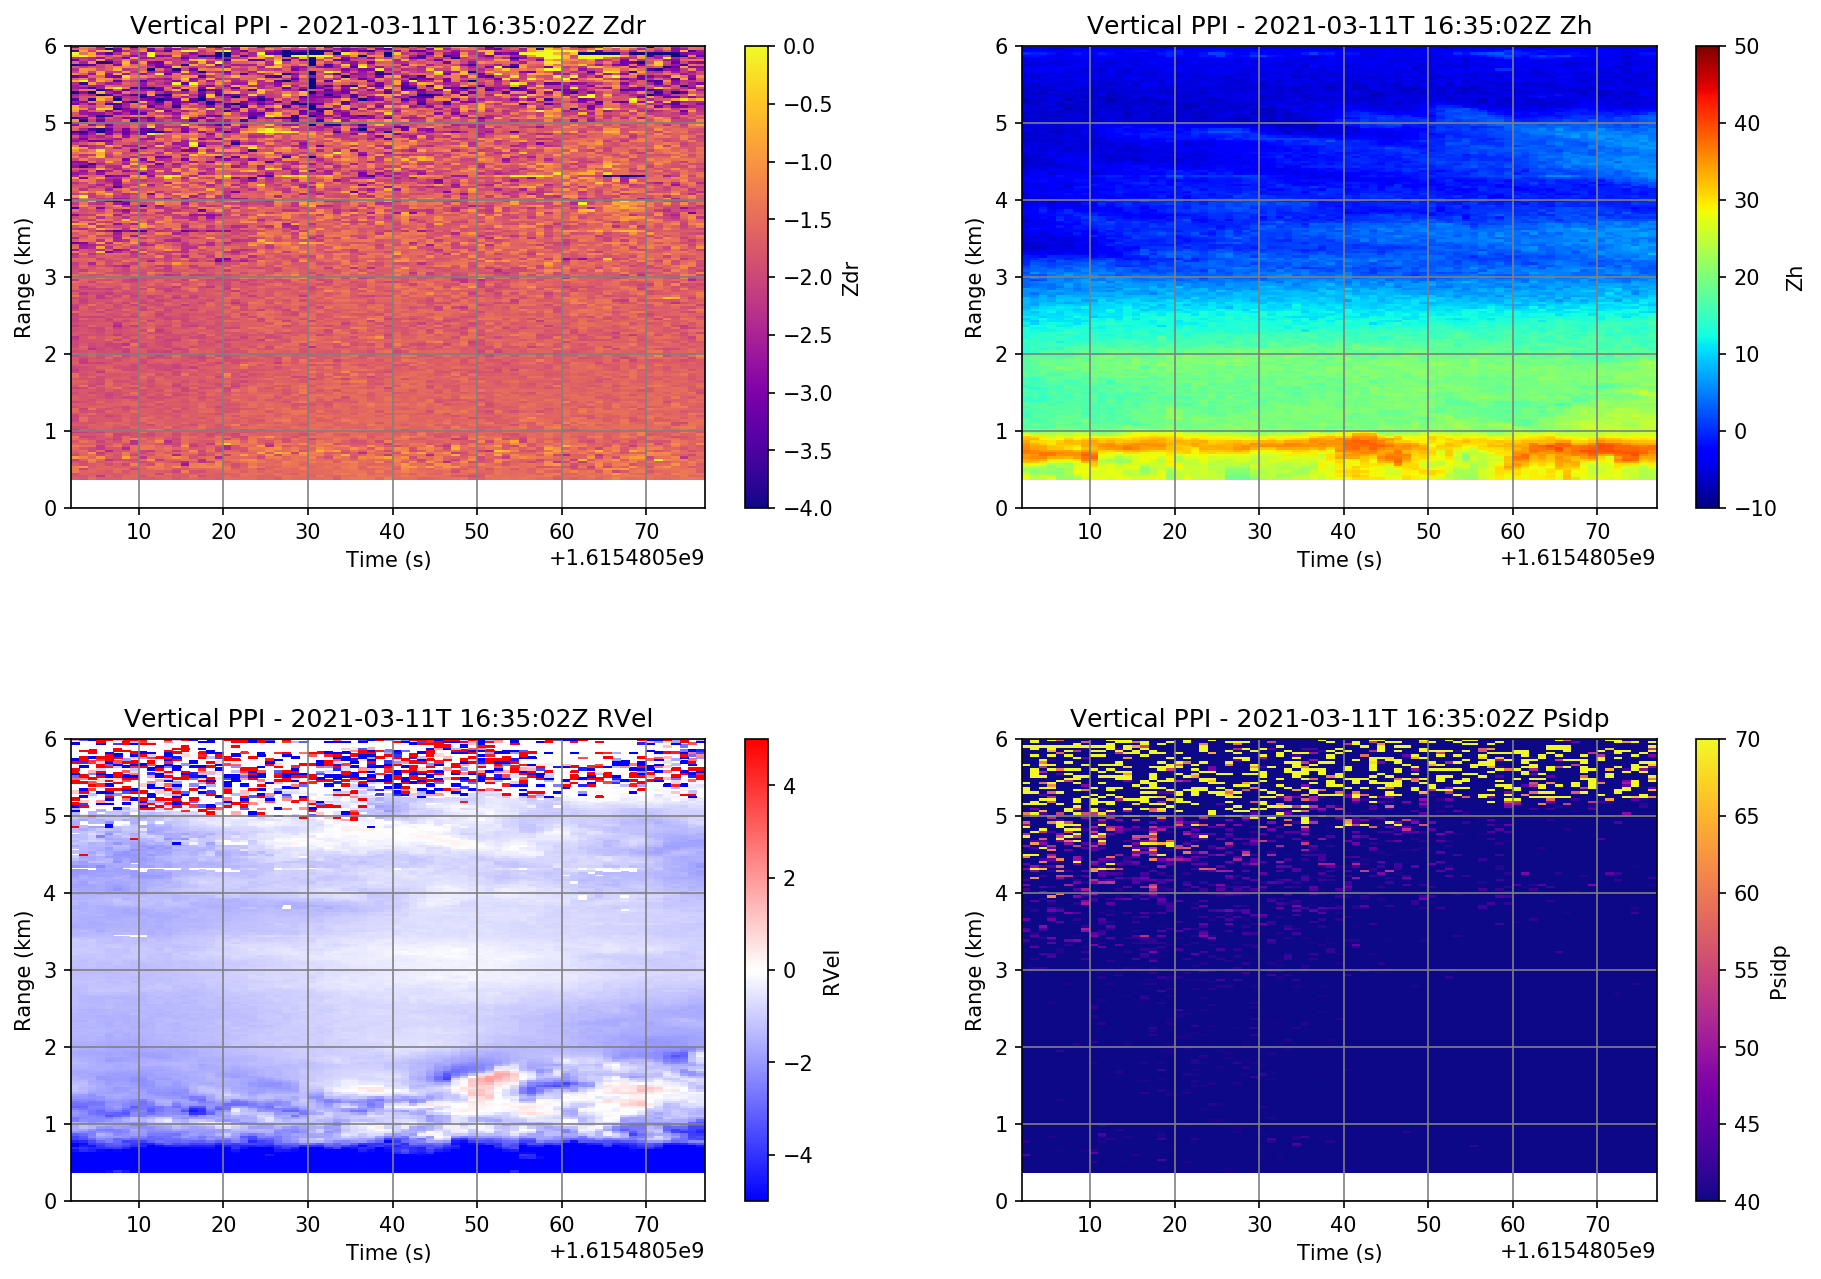 Vertical PPI - 2021-03-11T 16:35:02Z Zdr
6
5
4
3
2
1
0
Range (km)
10 20 30 40 50 60 70
Time (s)
+1.6154805e9
0.0
−0.5
−1.0
−1.5
−2.0
−2.5
−3.0
−3.5
−4.0
Zdr
Vertical PPI - 2021-03-11T 16:35:02Z Zh
6
5
4
3
2
1
0
Range (km)
10 20 30 40 50 60 70
Time (s)
+1.6154805e9
50
40
30
20
10
0
−10
Zh
Vertical PPI - 2021-03-11T 16:35:02Z RVel
6
5
4
3
2
1
0
Range (km)
10 20 30 40 50 60 70
Time (s)
+1.6154805e9
4
2
0
−2
−4
RVel
Vertical PPI - 2021-03-11T 16:35:02Z Psidp
6
5
4
3
2
1
0
Range (km)
10 20 30 40 50 60 70
Time (s)
+1.6154805e9
70
65
60
55
50
45
40
Psidp